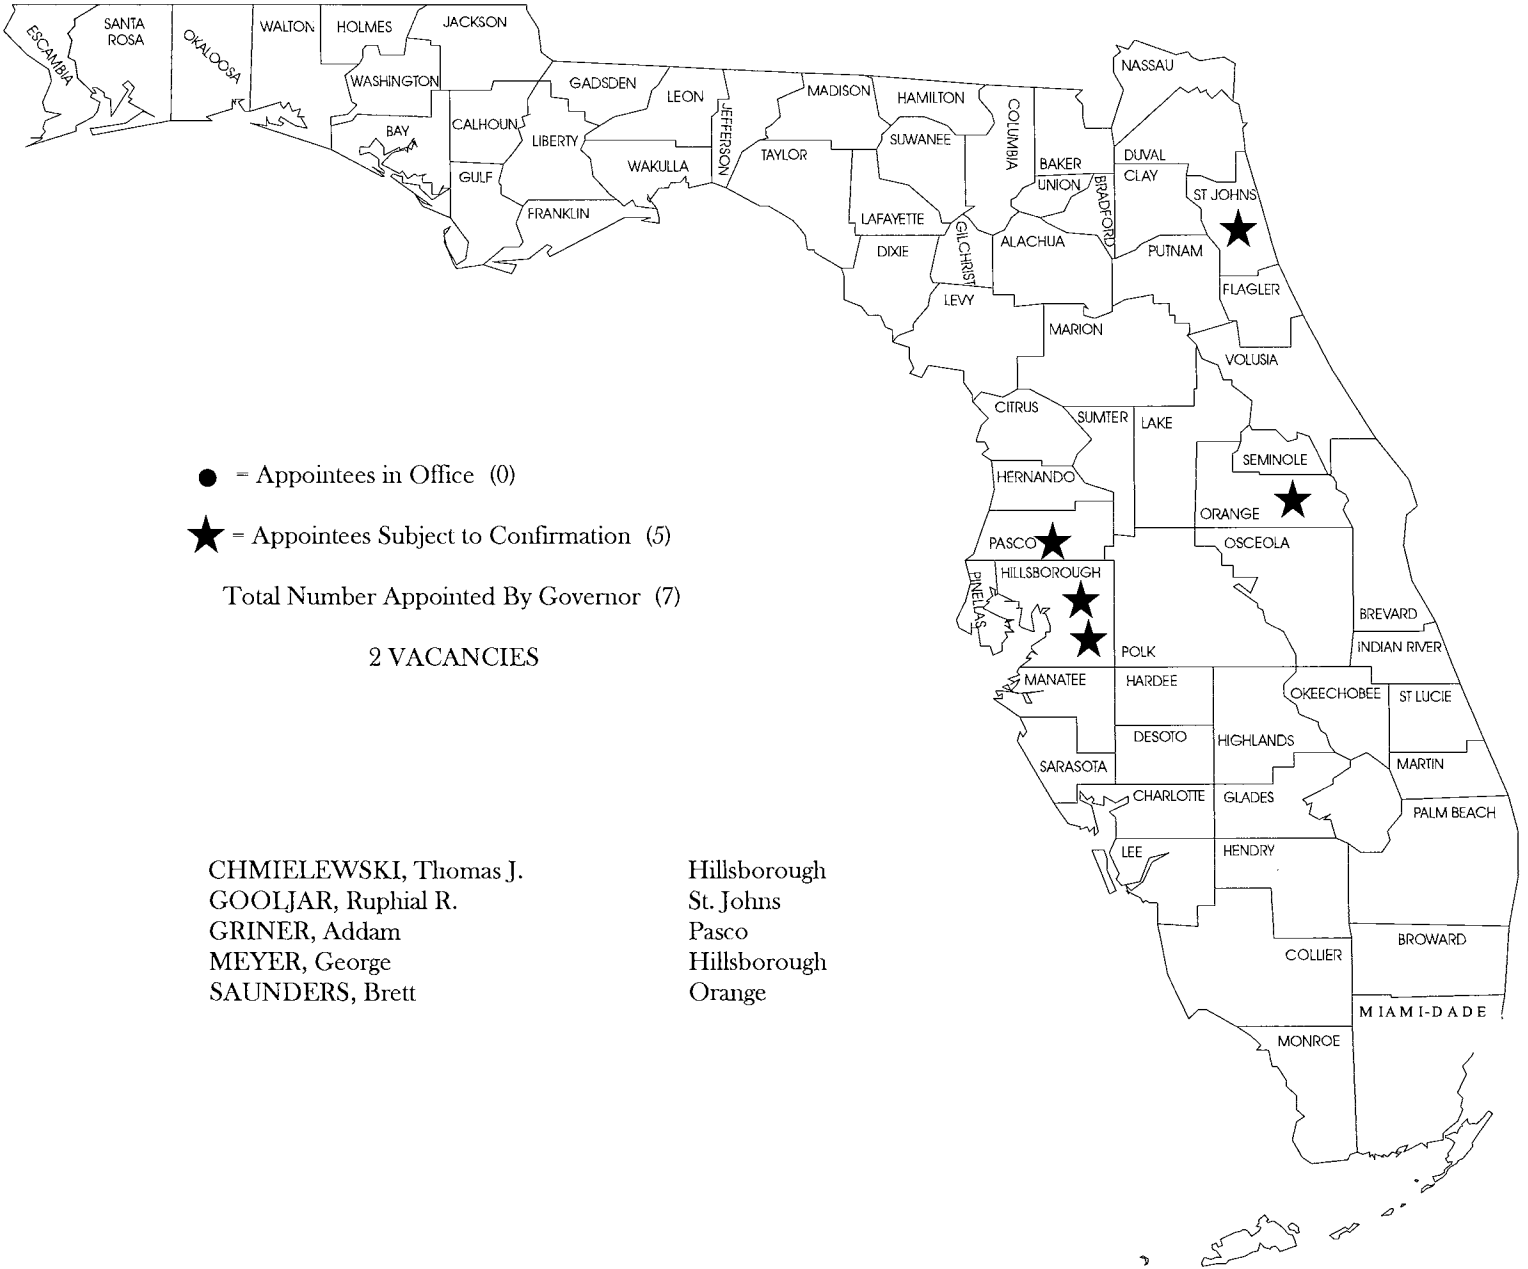 ESCAMBIA
SANTA
ROSA
OKALOOSA
WALTON
HOLMES
JACKSON
WASHINGTON
BAY
CALHOUN
GULF
LIBERTY
GADSDEN
FRANKLIN
LEON
WAKULLA
JEFFERSON
MADISON
TAYLOR
HAMILTON
SUWANEE
LAFAYETTE
DIXIE
COLUMBIA
GILCHRIST
BAKER
UNION
BRADFORD
ALACHUA
LEVY
NASSAU
DUVAL
CLAY
ST JOHNS
PUTNAM
FLAGLER
MARION
VOLUSIA
CITRUS
SUMTER
LAKE
SEMINOLE
HERNANDO
ORANGE
PASCO
OSCEOLA
HILLSBOROUGH
PINELLAS
POLK
BREVARD
INDIAN RIVER
MANATEE
HARDEE
OKEECHOBEE
ST LUCIE
DESOTO
HIGHLANDS
SARASOTA
MARTIN
CHARLOTTE
GLADES
PALM BEACH
LEE
HENDRY
BROWARD
COLLIER
MIAMI-DADE
MONROE
= Appointees in Office (0)
= Appointees Subject to Confirmation (5)
Total Number Appointed By Governor (7)
2 VACANCIES
CHMIELEWSKI, Thomas J. Hillsborough
GOOLJAR, Ruphial R. St. Johns
GRINER, Addam Pasco
MEYER, George Hillsborough
SAUNDERS, Brett Orange